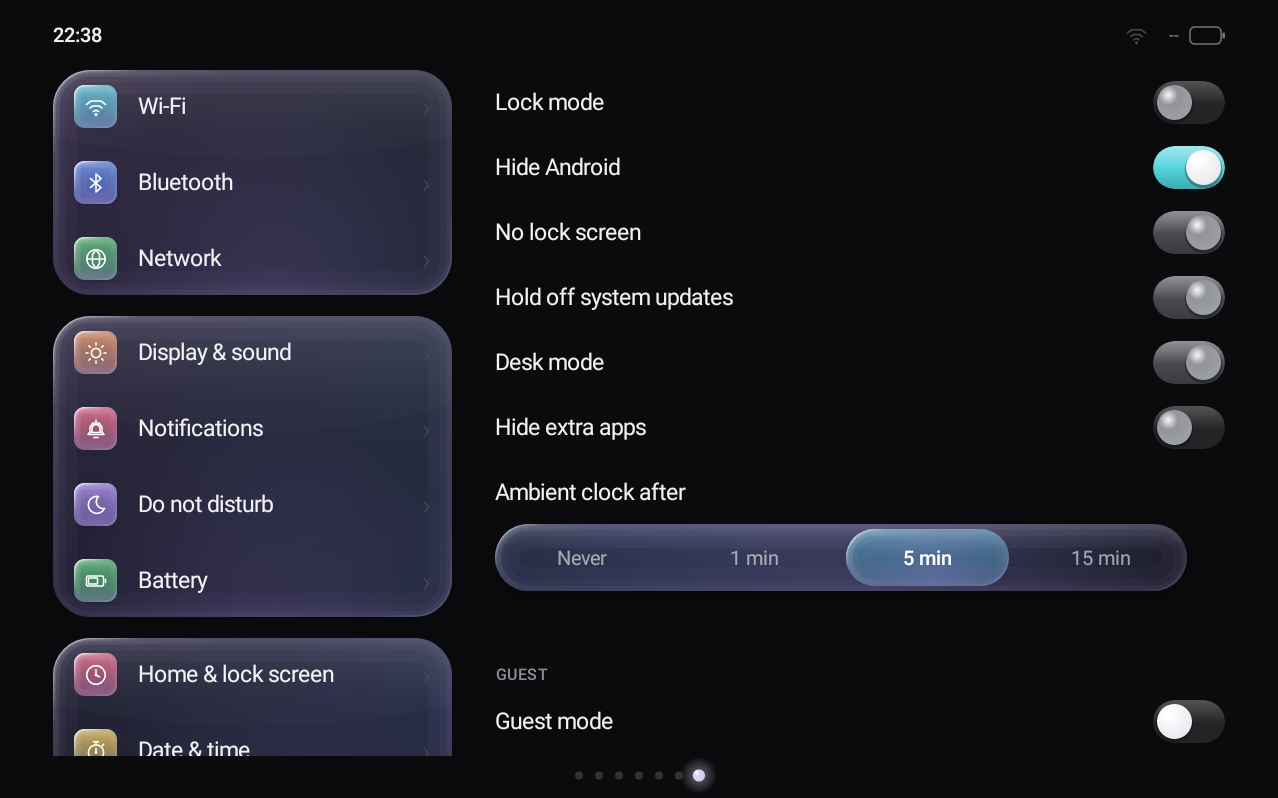 22:38
--
Wi-Fi
Bluetooth
Network
Display & sound
Notifications
Do not disturb
Battery
Home & lock screen
Date & time
Lock mode
Hide Android
No lock screen
Hold off system updates
Desk mode
Hide extra apps
Ambient clock after
Never 1 min 5 min 15 min
GUEST
Guest mode